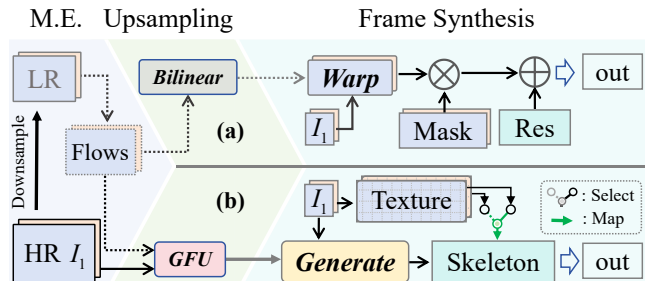 M.E. Upsampling Frame Synthesis
LR
Bilinear
Warp
out
(a)
I1
Mask
Res
Flows
Downsample
(b)
I1
Texture
: Select
: Map
HR I1
GFU
Generate
Skeleton
out